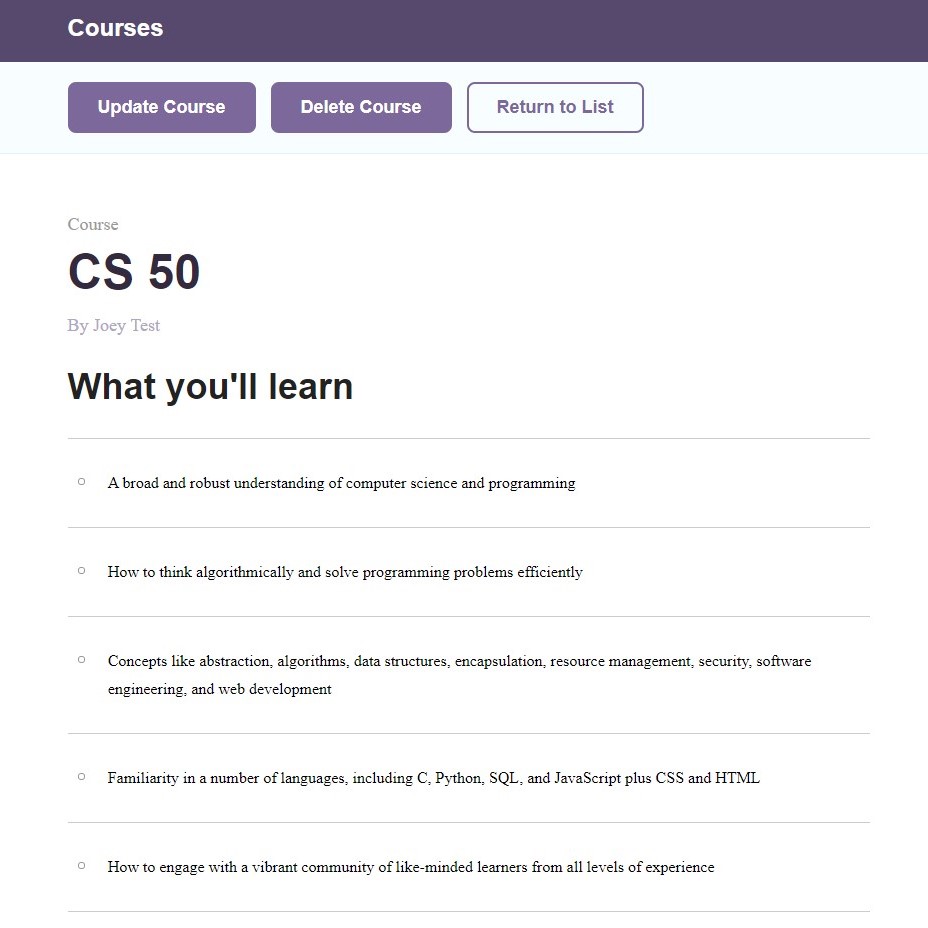 Courses
Update Course
Delete Course
Return to List
Course
CS 50
By Joey Test
What you'll learn
A broad and robust understanding of computer science and programming
How to think algorithmically and solve programming problems efficiently
Concepts like abstraction, algorithms, data structures, encapsulation, resource management, security, software
engineering, and web development
Familiarity in a number of languages, including C, Python, SQL, and JavaScript plus CSS and HTML
How to engage with a vibrant community of like-minded learners from all levels of experience